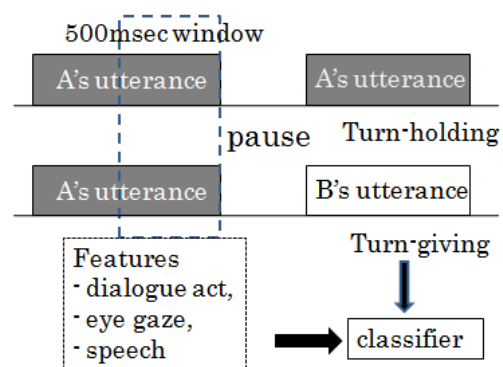 500msec window
A's utterance
A's utterance
pause
Turn-holding
A's utterance
B's utterance
Turn-giving
Features
- dialogue act,
- eye gaze,
- speech
classifier